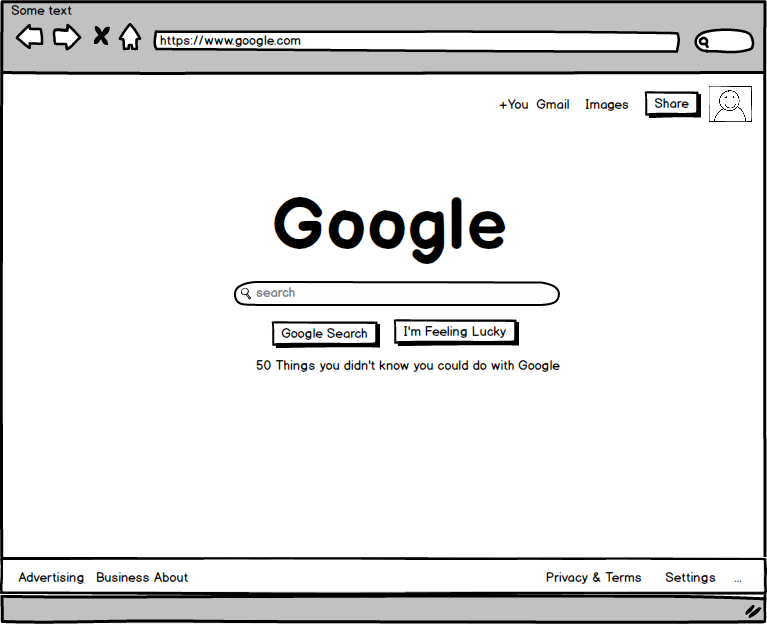 Some text
https://www.google.com
+You Gmail Images Share
Google
search
Google Search I'm Feeling Lucky
50 Things you didn't know you could do with Google
Advertising Business About Privacy & Terms Settings ...